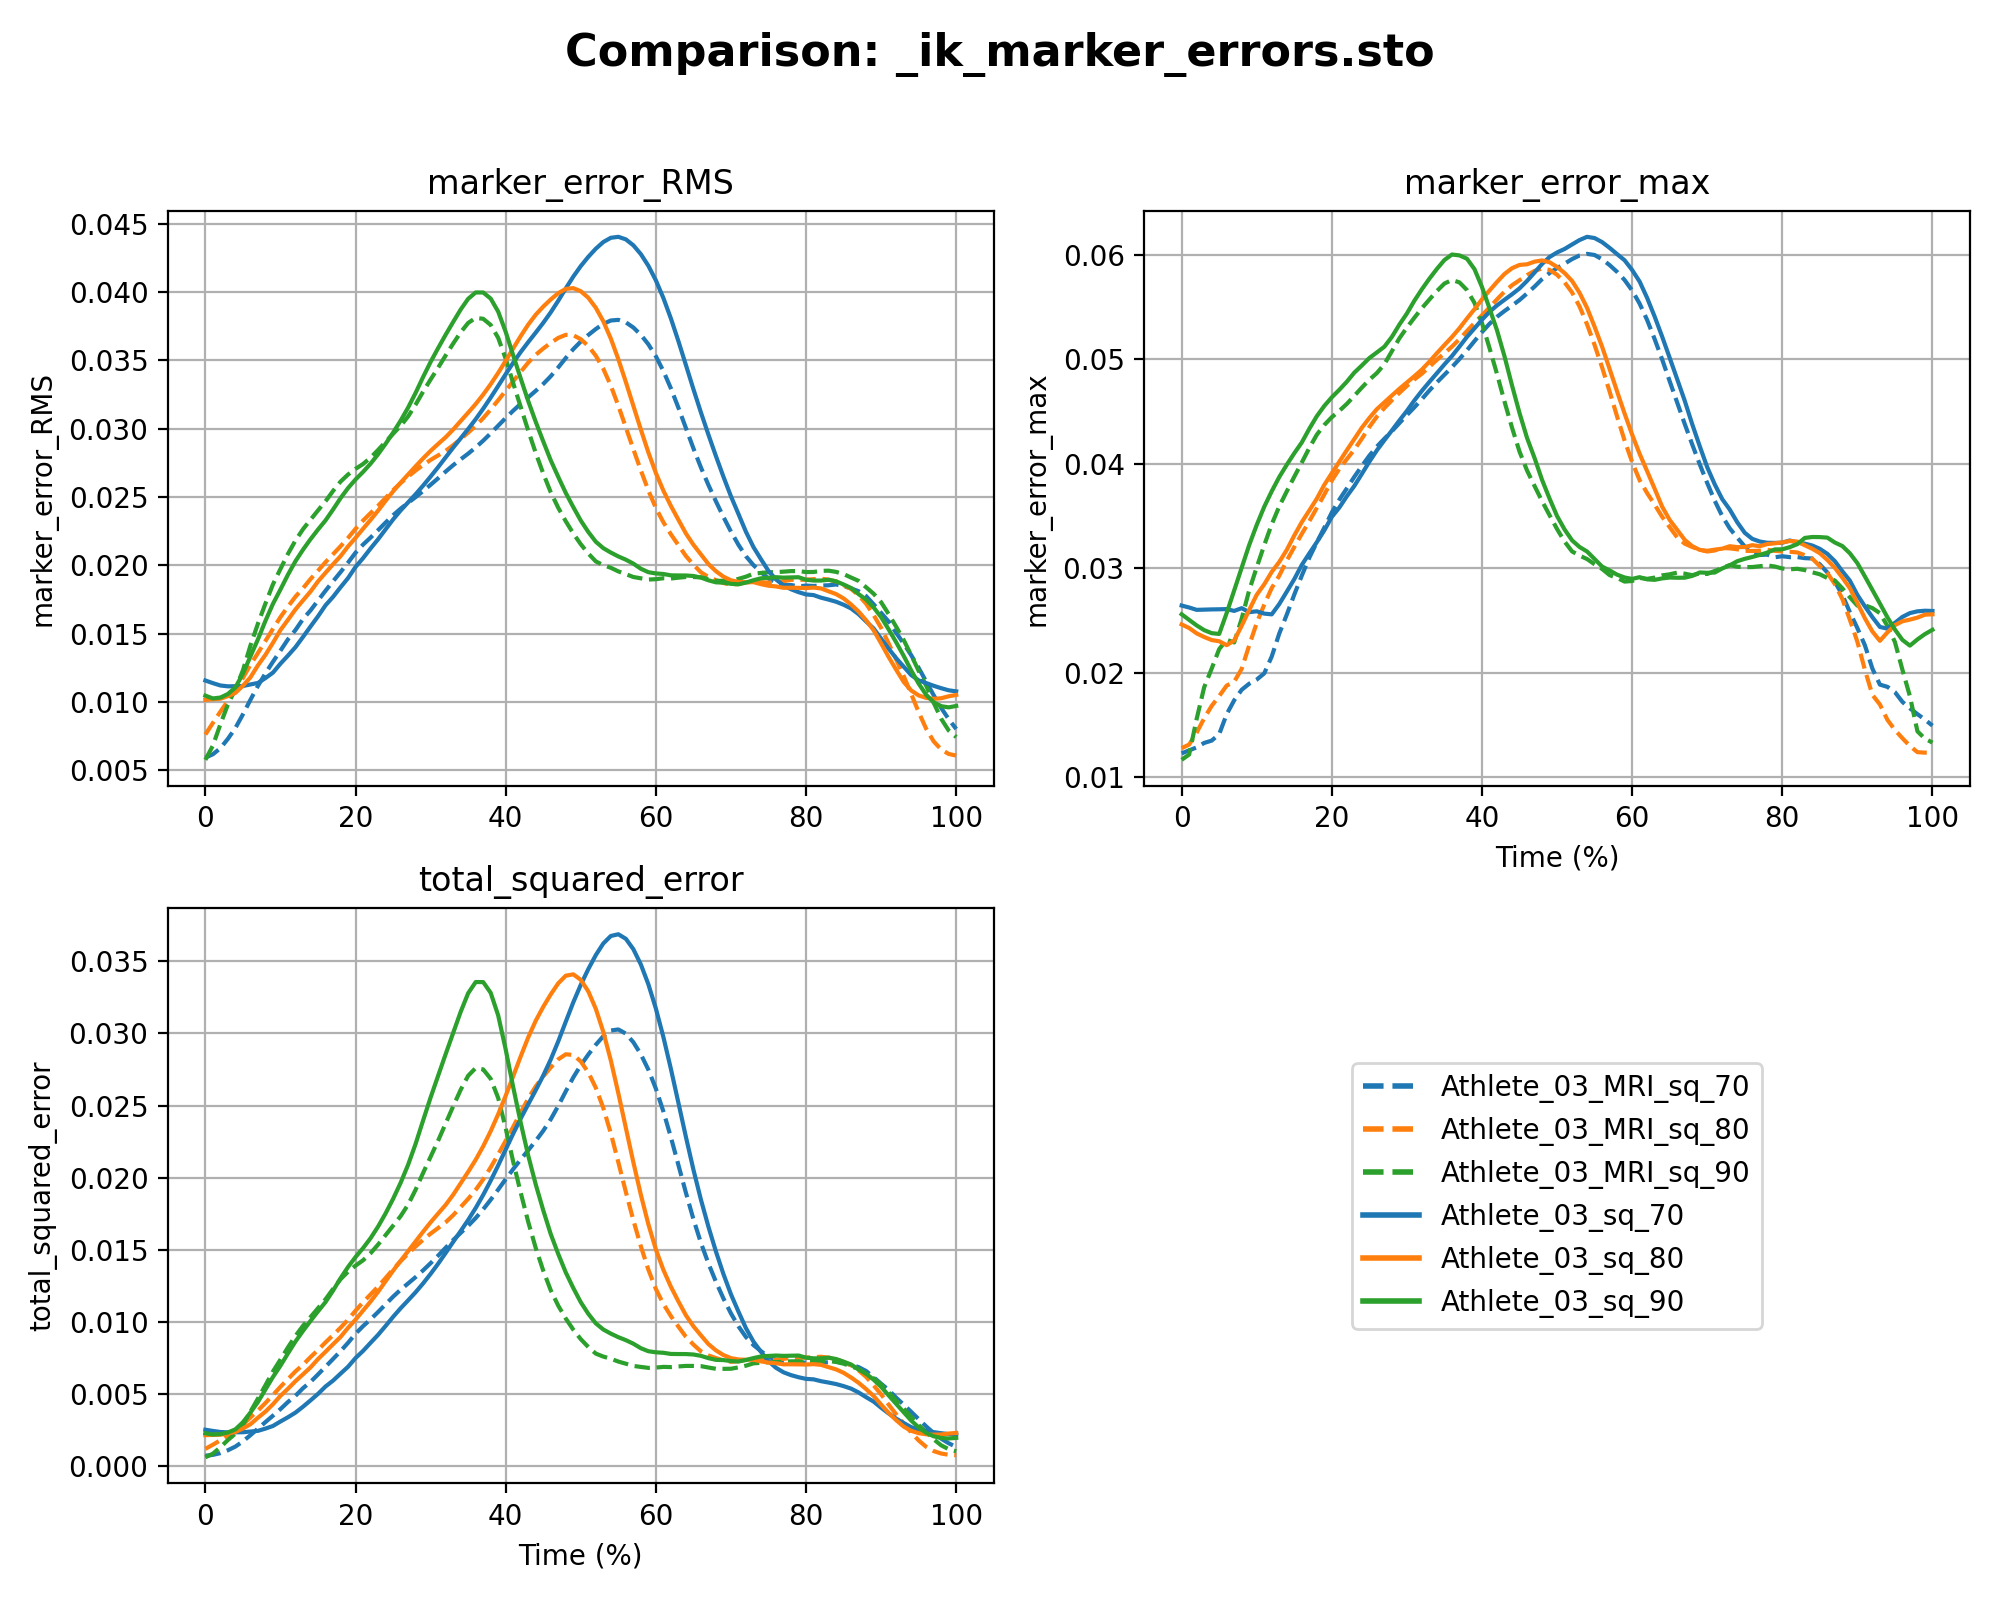 Comparison: _ik_marker_errors.sto
marker_error_RMS
marker_error_RMS
0.045
0.040
0.035
0.030
0.025
0.020
0.015
0.010
0.005
0 20 40 60 80 100
marker_error_max
marker_error_max
0.06
0.05
0.04
0.03
0.02
0.01
0 20 40 60 80 100
Time (%)
total_squared_error
total_squared_error
0.035
0.030
0.025
0.020
0.015
0.010
0.005
0.000
0 20 40 60 80 100
Time (%)
Athlete_03_MRI_sq_70
Athlete_03_MRI_sq_80
Athlete_03_MRI_sq_90
Athlete_03_sq_70
Athlete_03_sq_80
Athlete_03_sq_90